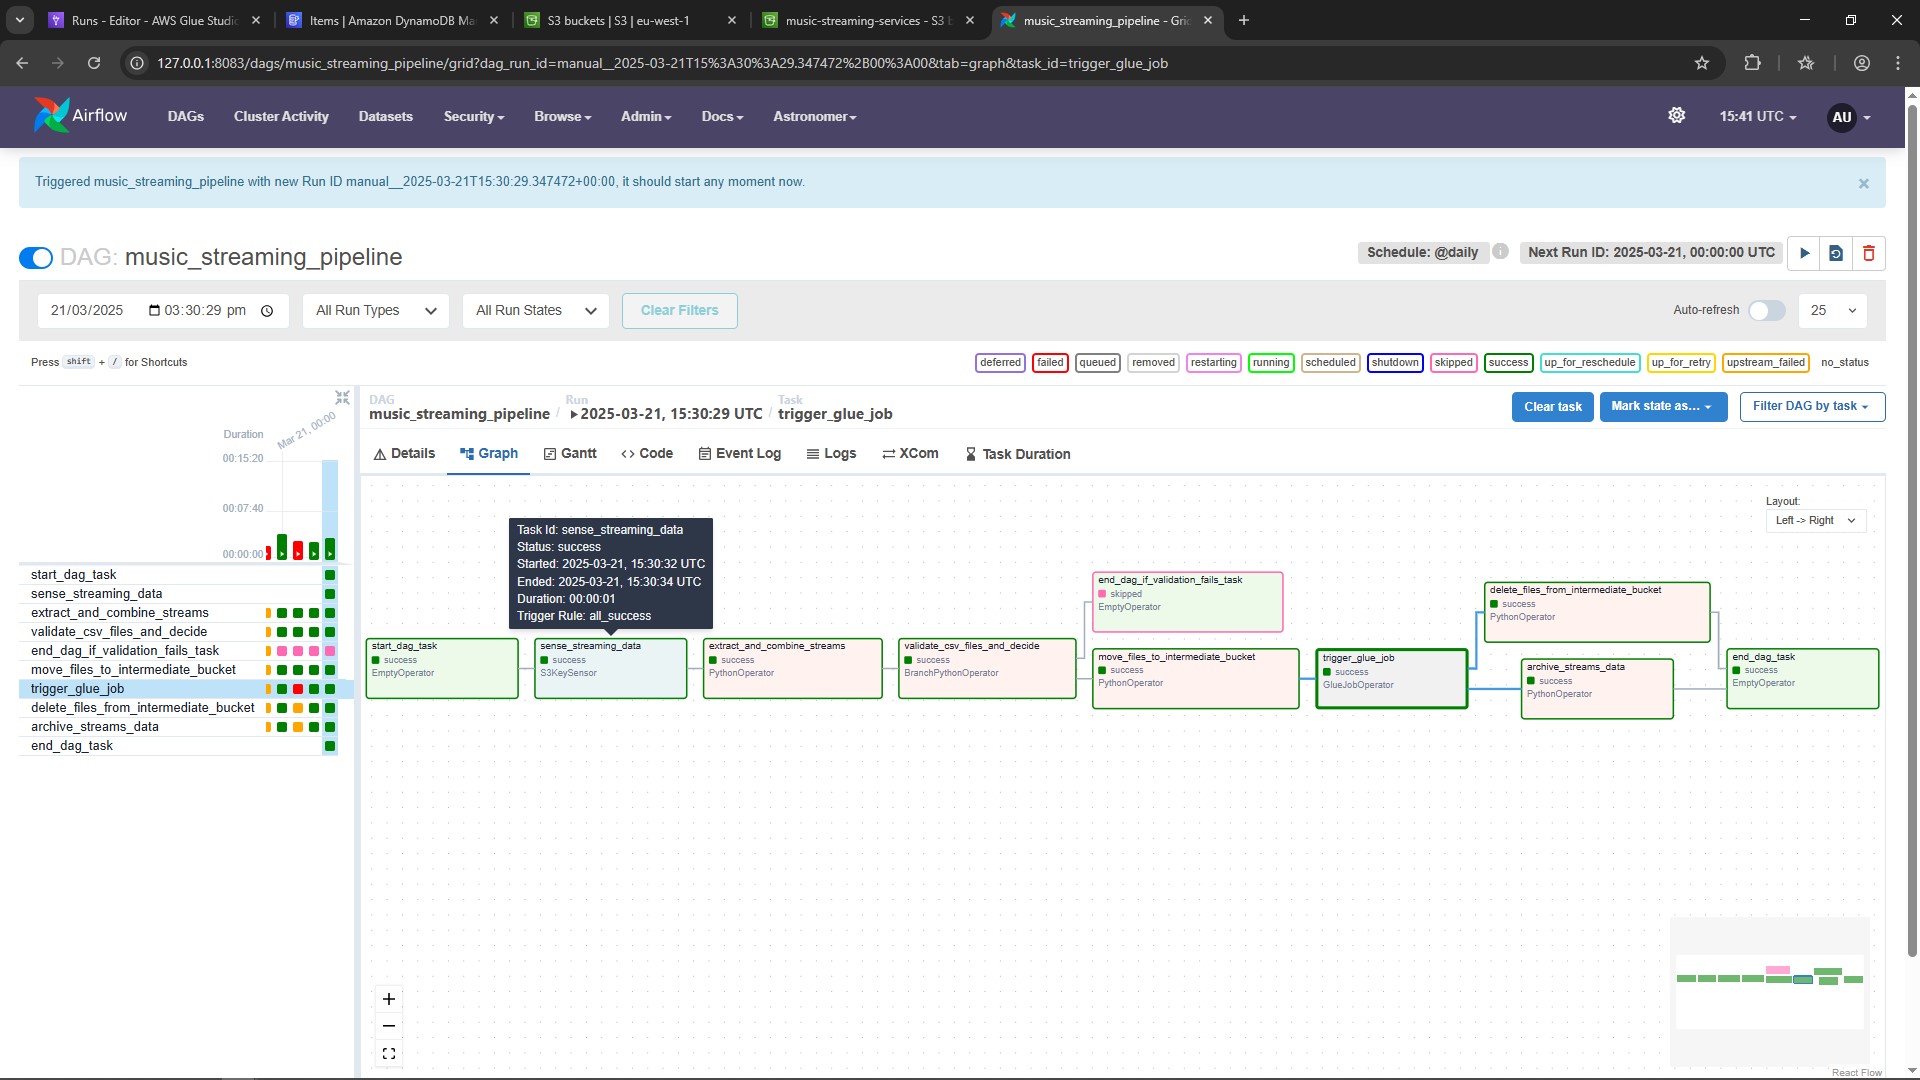 Runs - Editor - AWS Glue Studio
Items | Amazon DynamoDB Ma
S3 buckets | S3 | eu-west-1
music-streaming-services - S3 b
music_streaming_pipeline - Grid
127.0.0.1:8083/dags/music_streaming_pipeline/grid?dag_run_id=manual__2025-03-21T15%3A30%3A29.347472%2B00%3A00&tab=graph&task_id=trigger_glue_job
Airflow
DAGs
Cluster Activity
Datasets
Security
Browse
Admin
Docs
Astronomer
15:41 UTC
AU
Triggered music_streaming_pipeline with new Run ID manual__2025-03-21T15:30:29.347472+00:00, it should start any moment now.
DAG: music_streaming_pipeline
Schedule: @daily
Next Run ID: 2025-03-21, 00:00:00 UTC
21/03/2025 03:30:29 pm
All Run Types
All Run States
Clear Filters
Auto-refresh
25
Press shift + / for Shortcuts
deferred
failed
queued
removed
restarting
running
scheduled
shutdown
skipped
success
up_for_reschedule
up_for_retry
upstream_failed
no_status
Duration
Mar 21, 00:00
00:15:20
00:07:40
00:00:00
start_dag_task
sense_streaming_data
extract_and_combine_streams
validate_csv_files_and_decide
end_dag_if_validation_fails_task
move_files_to_intermediate_bucket
trigger_glue_job
delete_files_from_intermediate_bucket
archive_streams_data
end_dag_task
DAG
music_streaming_pipeline
/
Run
2025-03-21, 15:30:29 UTC
/
Task
trigger_glue_job
Clear task
Mark state as...
Filter DAG by task
Details
Graph
Gantt
Code
Event Log
Logs
XCom
Task Duration
Layout:
Left -> Right
Task Id: sense_streaming_data
Status: success
Started: 2025-03-21, 15:30:32 UTC
Ended: 2025-03-21, 15:30:34 UTC
Duration: 00:00:01
Trigger Rule: all_success
start_dag_task
success
EmptyOperator
sense_streaming_data
success
S3KeySensor
extract_and_combine_streams
success
PythonOperator
validate_csv_files_and_decide
success
BranchPythonOperator
end_dag_if_validation_fails_task
skipped
EmptyOperator
move_files_to_intermediate_bucket
success
PythonOperator
trigger_glue_job
success
GlueJobOperator
delete_files_from_intermediate_bucket
success
PythonOperator
archive_streams_data
success
PythonOperator
end_dag_task
success
EmptyOperator
React Flow